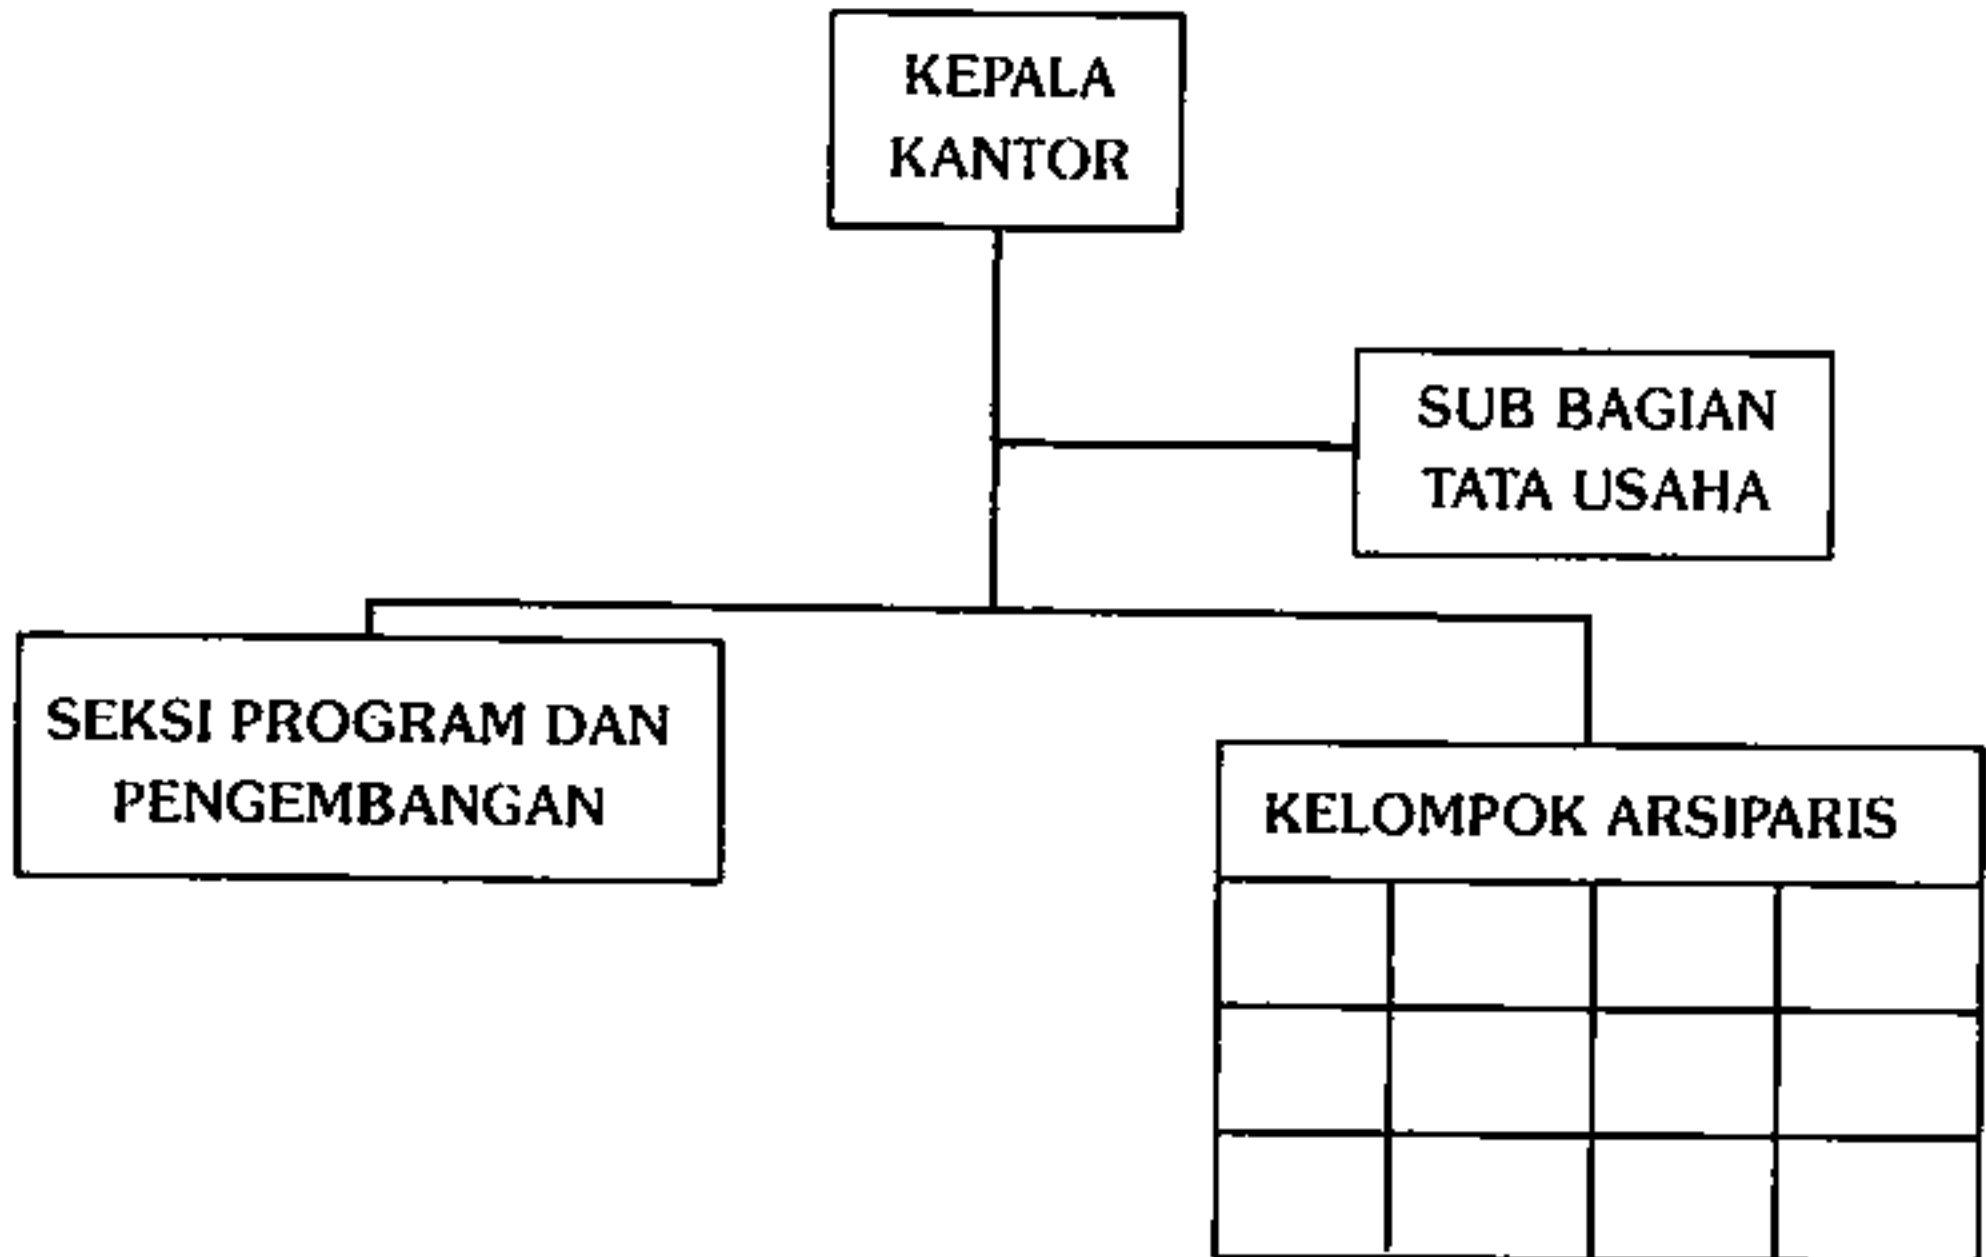 KEPALA
KANTOR
SUB BAGIAN
TATA USAHA
SEKSI PROGRAM DAN
PENGEMBANGAN
KELOMPOK ARSIPARIS